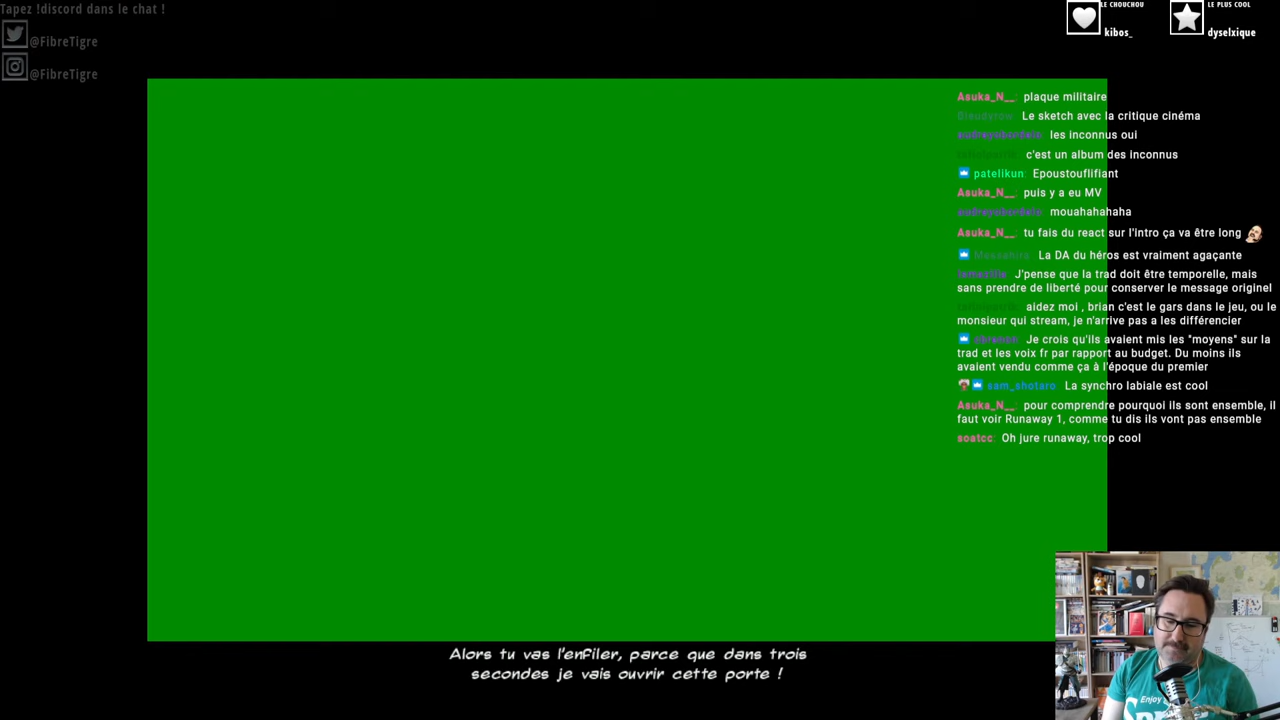 Tapez !discord dans le chat !
@FibreTigre
@FibreTigre
LE CHOUCHOU
kibos_
LE PLUS COOL
dyselxique
Asuka_N__: plaque militaire
Le sketch avec la critique cinéma
les inconnus oui
c'est un album des inconnus
patelikun: Epoustouflifiant
Asuka_N__: puis y a eu MV
mouahahahaha
Asuka_N__: tu fais du react sur l'intro ça va être long
La DA du héros est vraiment agaçante
J'pense que la trad doit être temporelle, mais
sans prendre de liberté pour conserver le message originel
aidez moi , brian c'est le gars dans le jeu, ou le
monsieur qui stream, je n'arrive pas a les différencier
Je crois qu'ils avaient mis les "moyens" sur la
trad et les voix fr par rapport au budget. Du moins ils
avaient vendu comme ça à l'époque du premier
sam_shotaro: La synchro labiale est cool
Asuka_N__: pour comprendre pourquoi ils sont ensemble, il
faut voir Runaway 1, comme tu dis ils vont pas ensemble
soatcc: Oh jure runaway, trop cool
Alors tu vas l'enfiler, parce que dans trois
secondes je vais ouvrir cette porte !
Enjoy